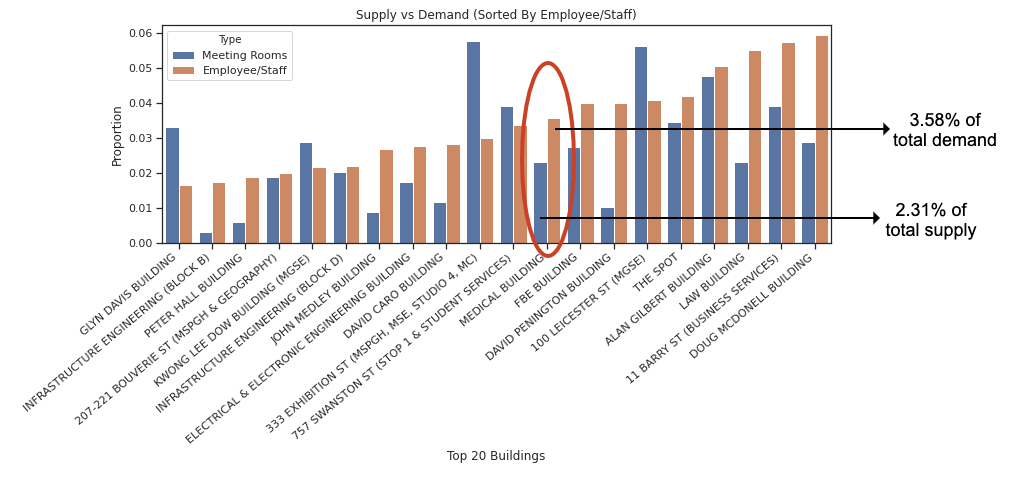 Supply vs Demand (Sorted By Employee/Staff)
Type
Meeting Rooms
Employee/Staff
Proportion
0.06
0.05
0.04
0.03
0.02
0.01
0.00
3.58% of
total demand
2.31% of
total supply
GLYN DAVIS BUILDING
INFRASTRUCTURE ENGINEERING (BLOCK B)
PETER HALL BUILDING
207-221 BOUVERIE ST (MSPGH & GEOGRAPHY)
KWONG LEE DOW BUILDING (MGSE)
INFRASTRUCTURE ENGINEERING (BLOCK D)
JOHN MEDLEY BUILDING
ELECTRICAL & ELECTRONIC ENGINEERING BUILDING
DAVID CARO BUILDING
333 EXHIBITION ST (MSPGH, MSE, STUDIO 4, MC)
757 SWANSTON ST (STOP 1 & STUDENT SERVICES)
MEDICAL BUILDING
FBE BUILDING
DAVID PENINGTON BUILDING
100 LEICESTER ST (MGSE)
THE SPOT
ALAN GILBERT BUILDING
LAW BUILDING
11 BARRY ST (BUSINESS SERVICES)
DOUG MCDONELL BUILDING
Top 20 Buildings